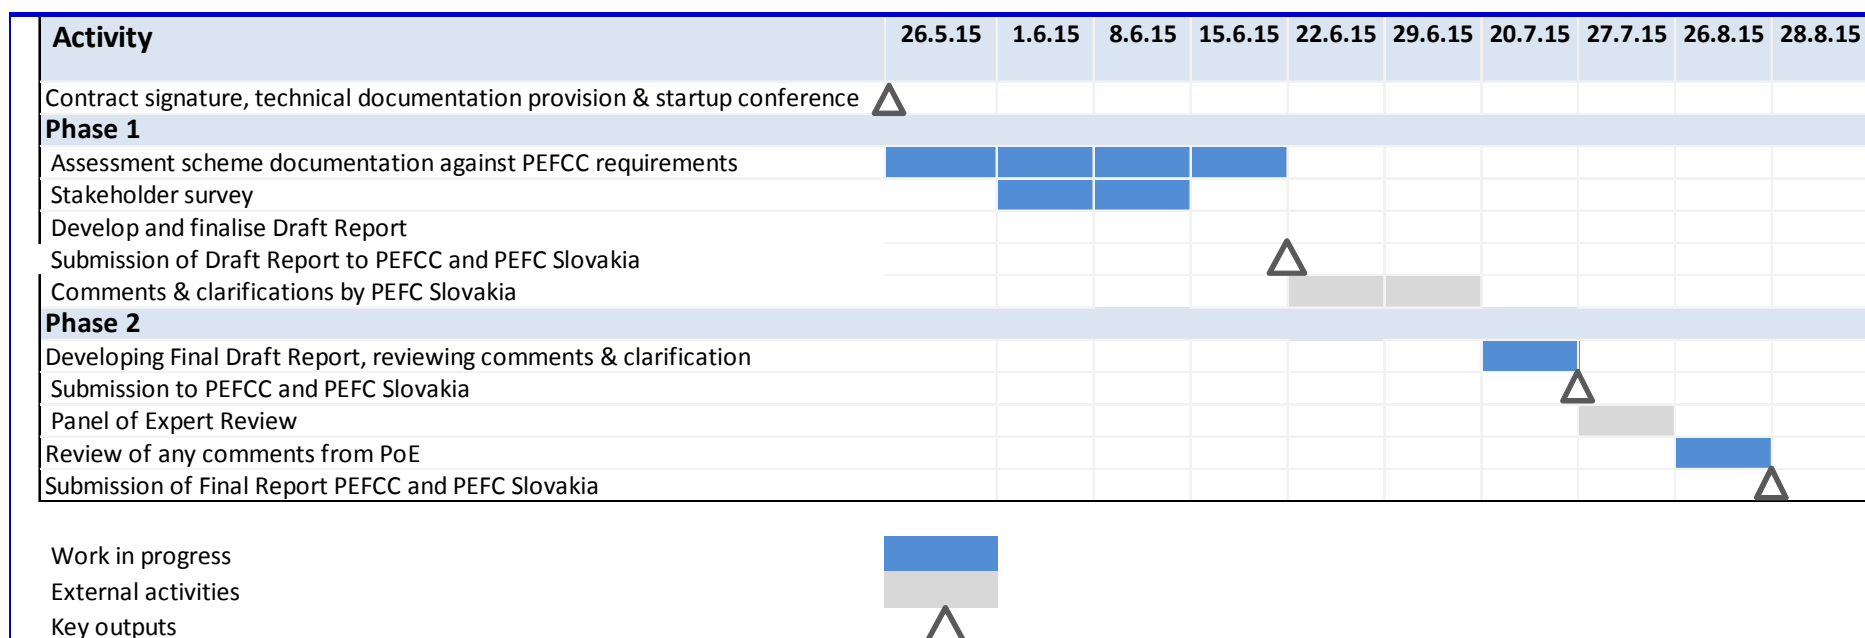 Activity 26.5.15 1.6.15 8.6.15 15.6.15 22.6.15 29.6.15 20.7.15 27.7.15 26.8.15 28.8.15
Contract signature, technical documentation provision & startup conference
Phase 1
Assessment scheme documentation against PEFCC requirements
Stakeholder survey
Develop and finalise Draft Report
Submission of Draft Report to PEFCC and PEFC Slovakia
Comments & clarifications by PEFC Slovakia
Phase 2
Developing Final Draft Report, reviewing comments & clarification
Submission to PEFCC and PEFC Slovakia
Panel of Expert Review
Review of any comments from PoE
Submission of Final Report PEFCC and PEFC Slovakia
Work in progress
External activities
Key outputs